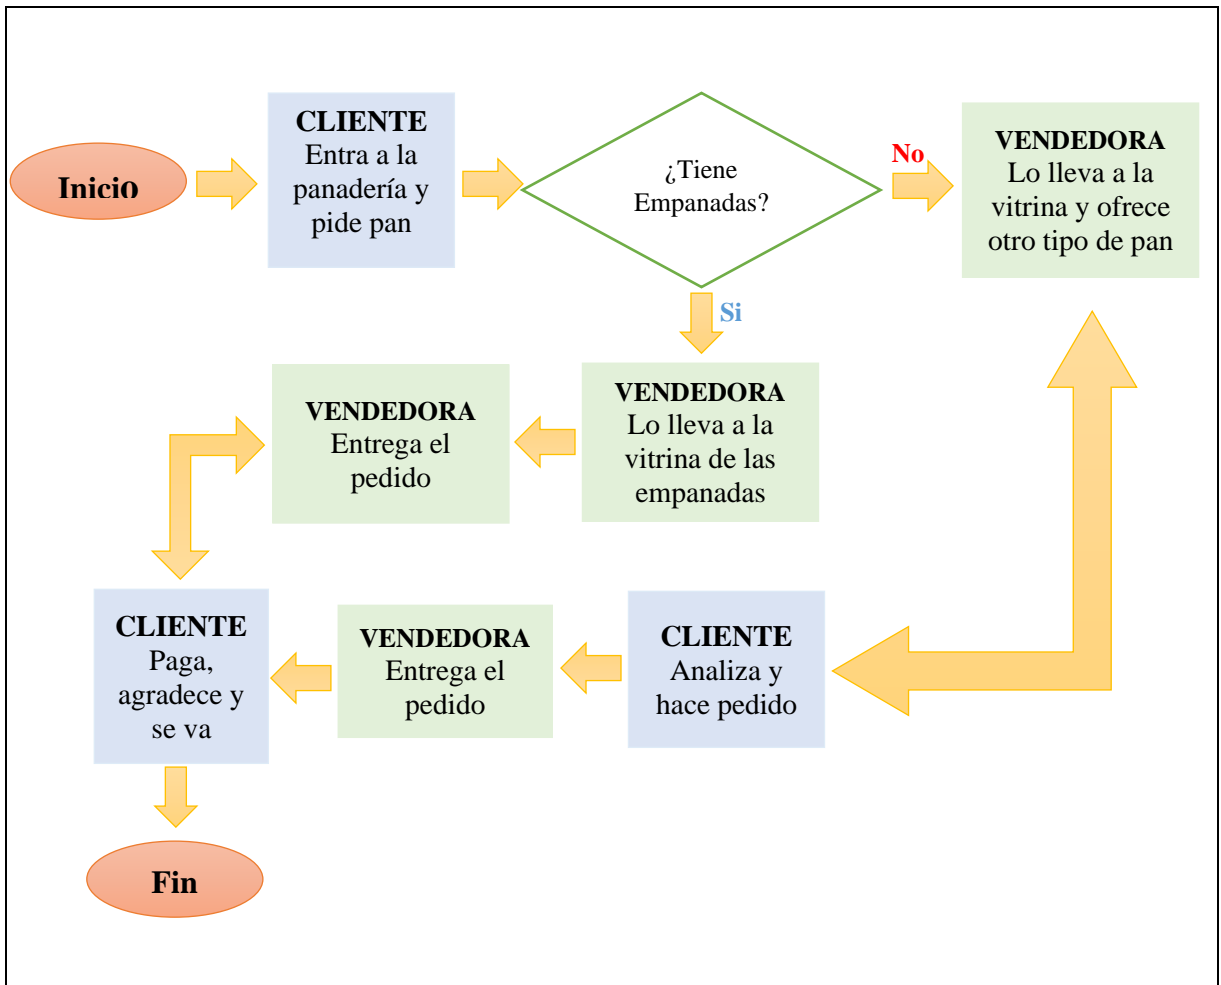 Inicio
CLIENTE
Entra a la
panadería y
pide pan
¿Tiene
Empanadas?
No
VENDEDORA
Lo lleva a la
vitrina y ofrece
otro tipo de pan
Si
VENDEDORA
Lo lleva a la
vitrina de las
empanadas
VENDEDORA
Entrega el
pedido
CLIENTE
Analiza y
hace pedido
VENDEDORA
Entrega el
pedido
CLIENTE
Paga,
agradece y
se va
Fin